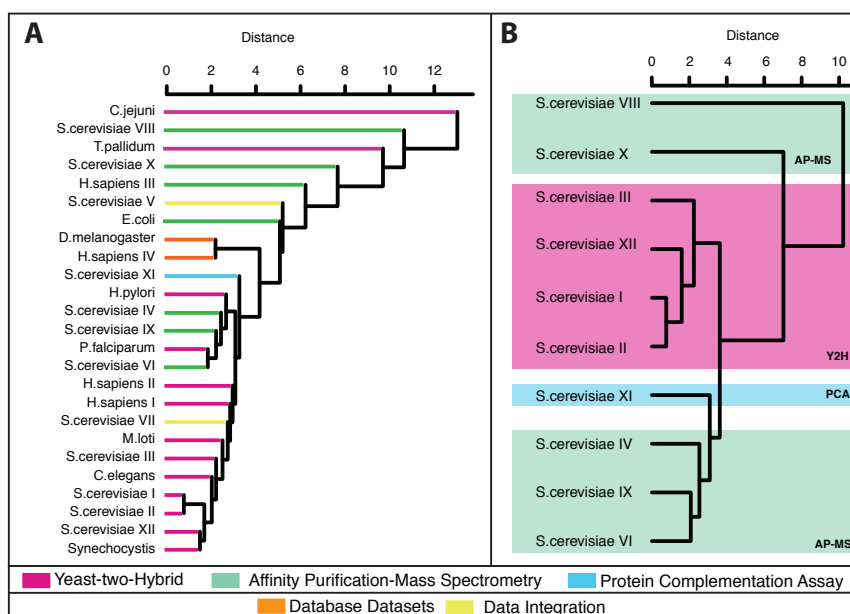 A
Distance
0 2 4 6 8 10 12
C.jejuni
S.cerevisiae VIII
T.pallidum
S.cerevisiae X
H.sapiens III
S.cerevisiae V
E.coli
D.melanogaster
H.sapiens IV
S.cerevisiae XI
H.pylori
S.cerevisiae IV
S.cerevisiae IX
P.falciparum
S.cerevisiae VI
H.sapiens II
H.sapiens I
S.cerevisiae VII
M.loti
S.cerevisiae III
C.elegans
S.cerevisiae I
S.cerevisiae II
S.cerevisiae XII
Synechocystis
B
Distance
0 2 4 6 8 10
S.cerevisiae VIII
S.cerevisiae X
AP-MS
S.cerevisiae III
S.cerevisiae XII
S.cerevisiae I
S.cerevisiae II
Y2H
S.cerevisiae XI
PCA
S.cerevisiae IV
S.cerevisiae IX
S.cerevisiae VI
AP-MS
Yeast-two-Hybrid Affinity Purification-Mass Spectrometry Protein Complementation Assay
Database Datasets Data Integration